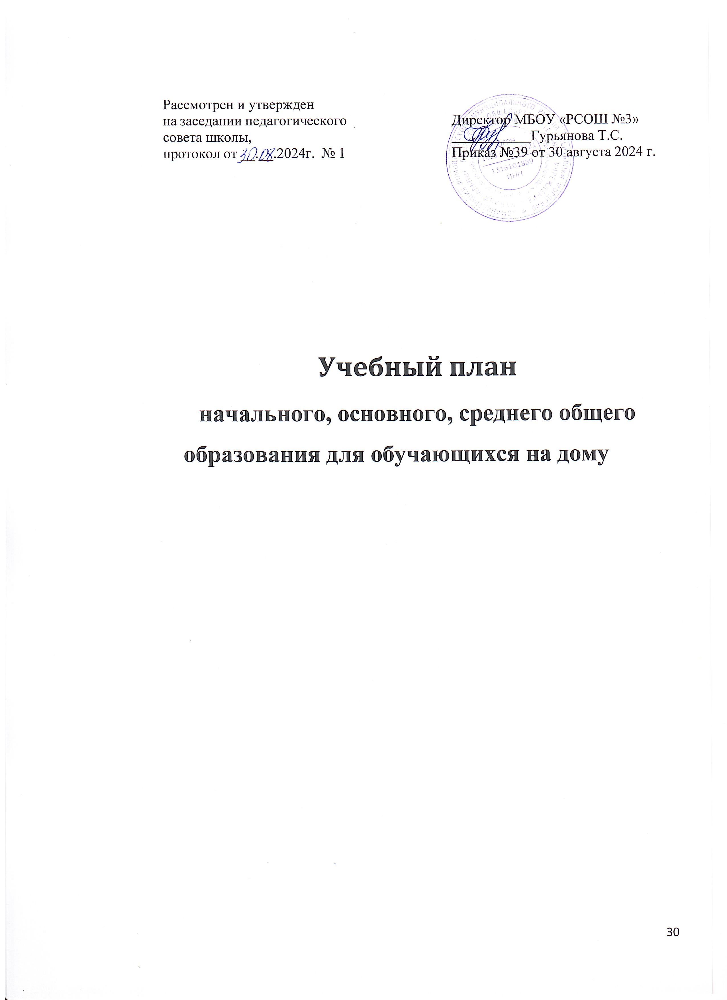 Рассмотрен и утвержден
на заседании педагогического
совета школы,
протокол от 30.08.2024г. № 1
Директор МБОУ «РСОШ №3»
____________Гурьянова Т.С.
Приказ №39 от 30 августа 2024 г.
1316101889
ИНН
Учебный план
начального, основного, среднего общего
образования для обучающихся на дому
30